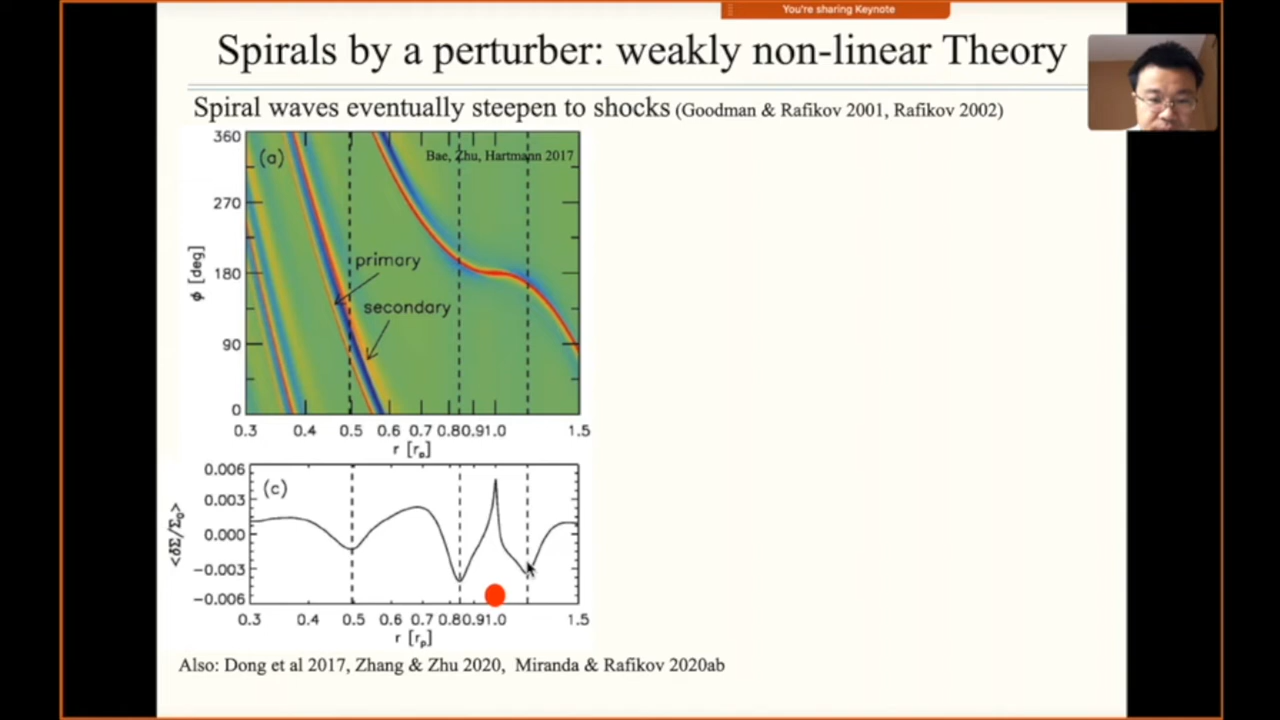 You're sharing Keynote
Spirals by a perturber: weakly non-linear Theory
Spiral waves eventually steepen to shocks (Goodman & Rafikov 2001, Rafikov 2002)
360
(a)
Bae, Zhu, Hartmann 2017
270
primary
180
secondary
90
0
ϕ [deg]
0.3 0.4 0.5 0.6 0.7 0.8 0.9 1.0 1.5
r [rₚ]
0.006
(c)
0.003
0.000
−0.003
−0.006
<δΣ/Σ₀>
0.3 0.4 0.5 0.6 0.7 0.8 0.9 1.0 1.5
r [rₚ]
Also: Dong et al 2017, Zhang & Zhu 2020, Miranda & Rafikov 2020ab